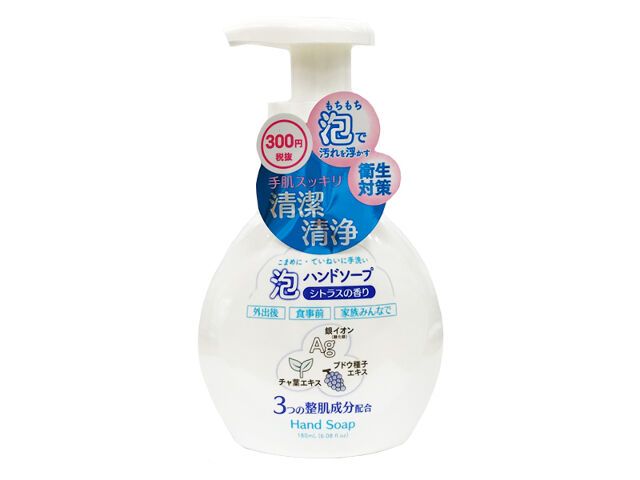 もちもち
泡で
汚れを浮かす
300円
税抜
衛生
対策
手肌スッキリ
清潔
清浄
こまめに・ていねいに手洗い
泡ハンドソープ
シトラスの香り
外出後 食事前 家族みんなで
銀イオン
Ag
ブドウ種子
エキス
チャ葉エキス
3つの整肌成分配合
Hand Soap
180mL (6.08 fl oz)